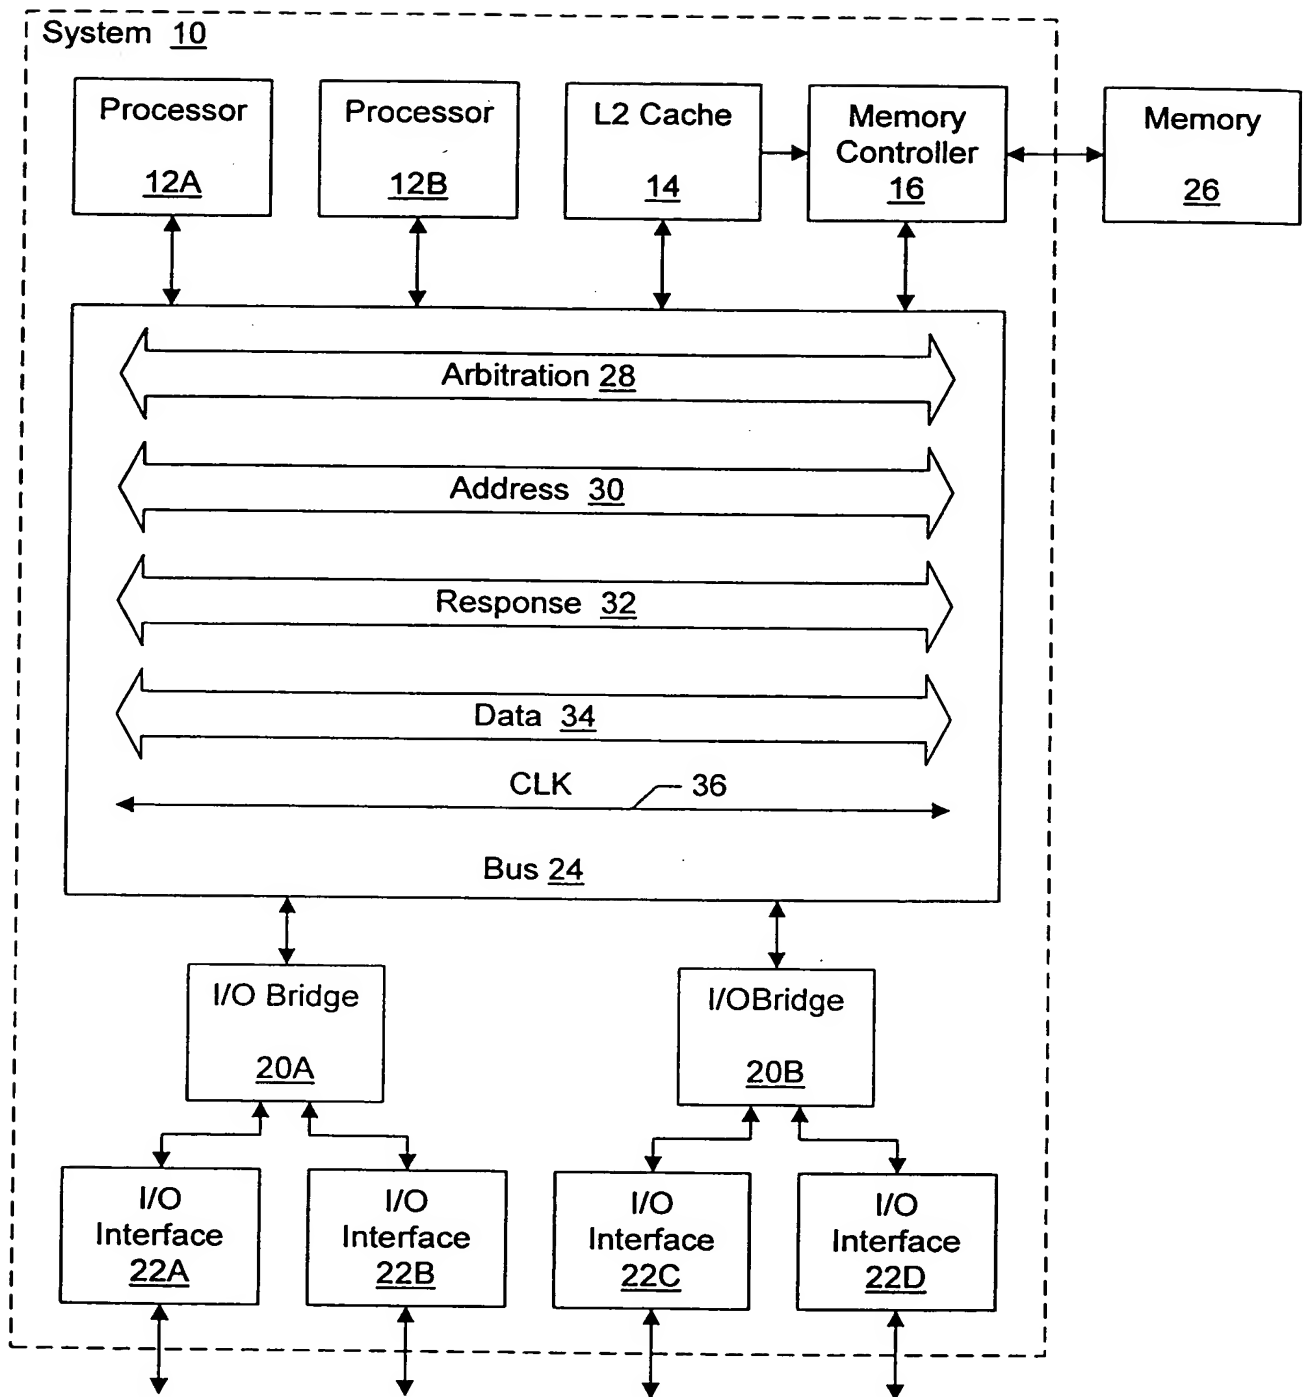 System 10
Processor
12A
Processor
12B
L2 Cache
14
Memory
Controller
16
Memory
26
Arbitration 28
Address 30
Response 32
Data 34
CLK
36
Bus 24
I/O Bridge
20A
I/OBridge
20B
I/O
Interface
22A
I/O
Interface
22B
I/O
Interface
22C
I/O
Interface
22D